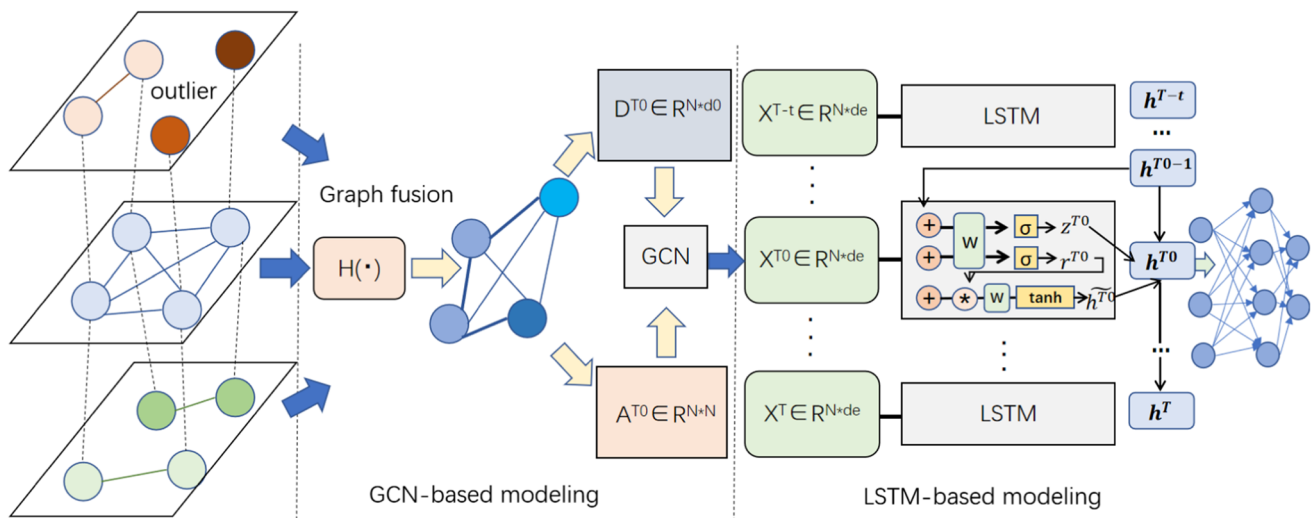 outlier
Graph fusion
H(·)
D^{T0}∈R^{N*d0}
GCN
A^{T0}∈R^{N*N}
GCN-based modeling
X^{T-t}∈R^{N*de}
LSTM
h^{T-t}
...
h^{T0-1}
X^{T0}∈R^{N*de}
+
W
σ
z^{T0}
+
σ
r^{T0}
+
*
W
tanh
\widetilde{h^{T0}}
h^{T0}
...
X^{T}∈R^{N*de}
LSTM
h^{T}
LSTM-based modeling